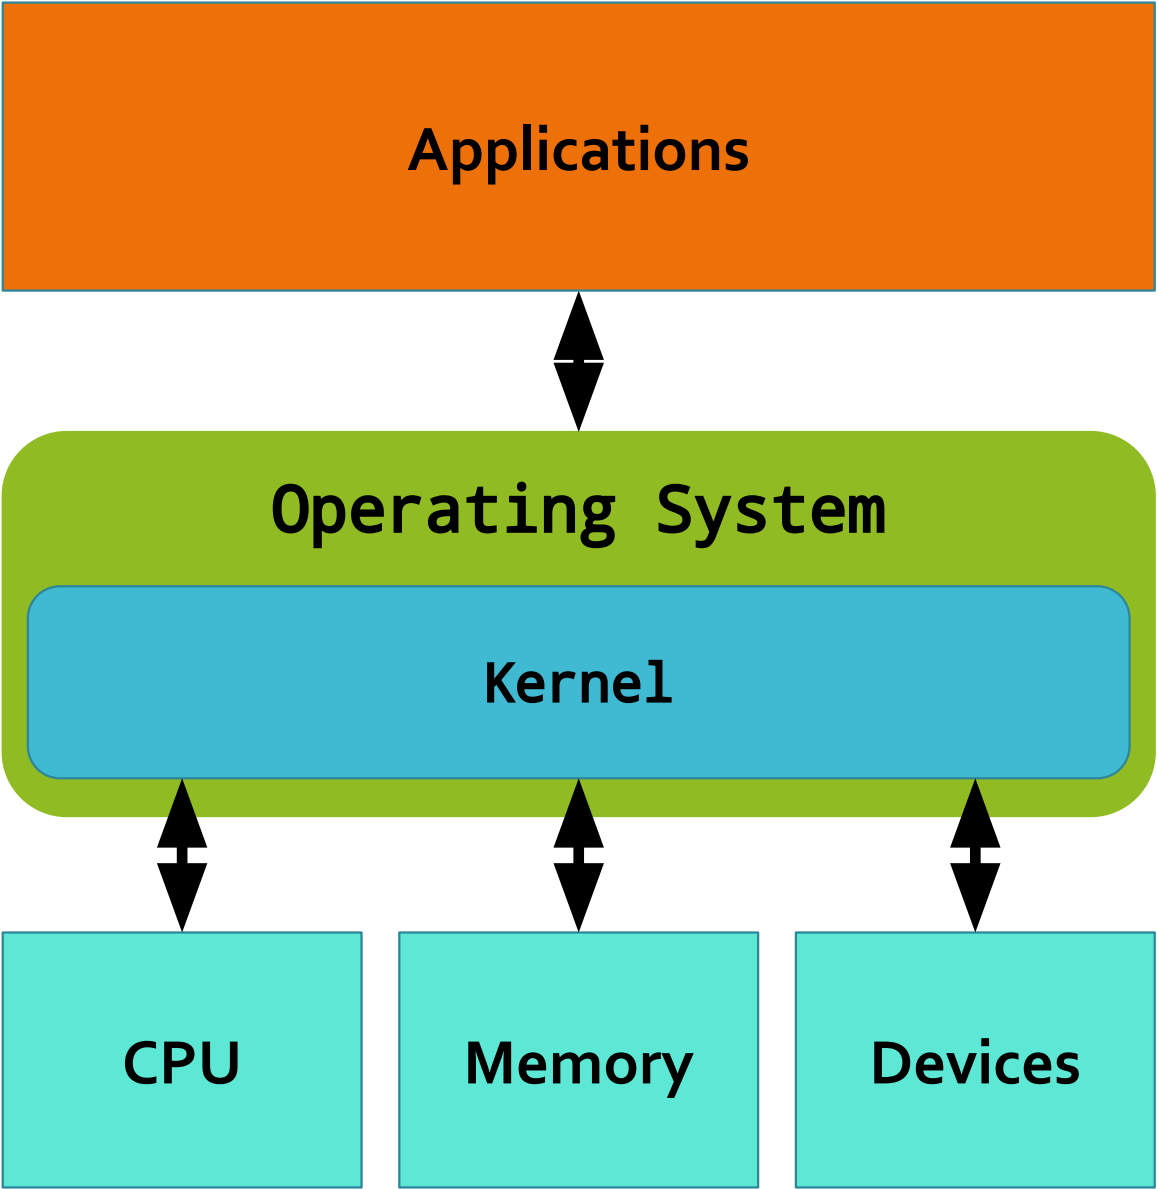 Applications
Operating System
Kernel
CPU
Memory
Devices